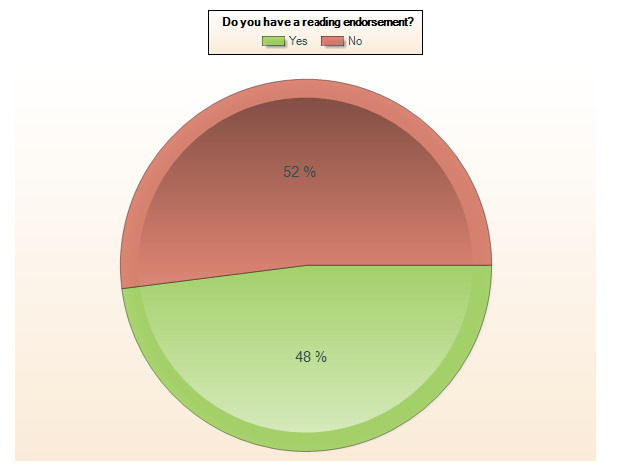 Do you have a reading endorsement?
Yes No
52 %
48 %